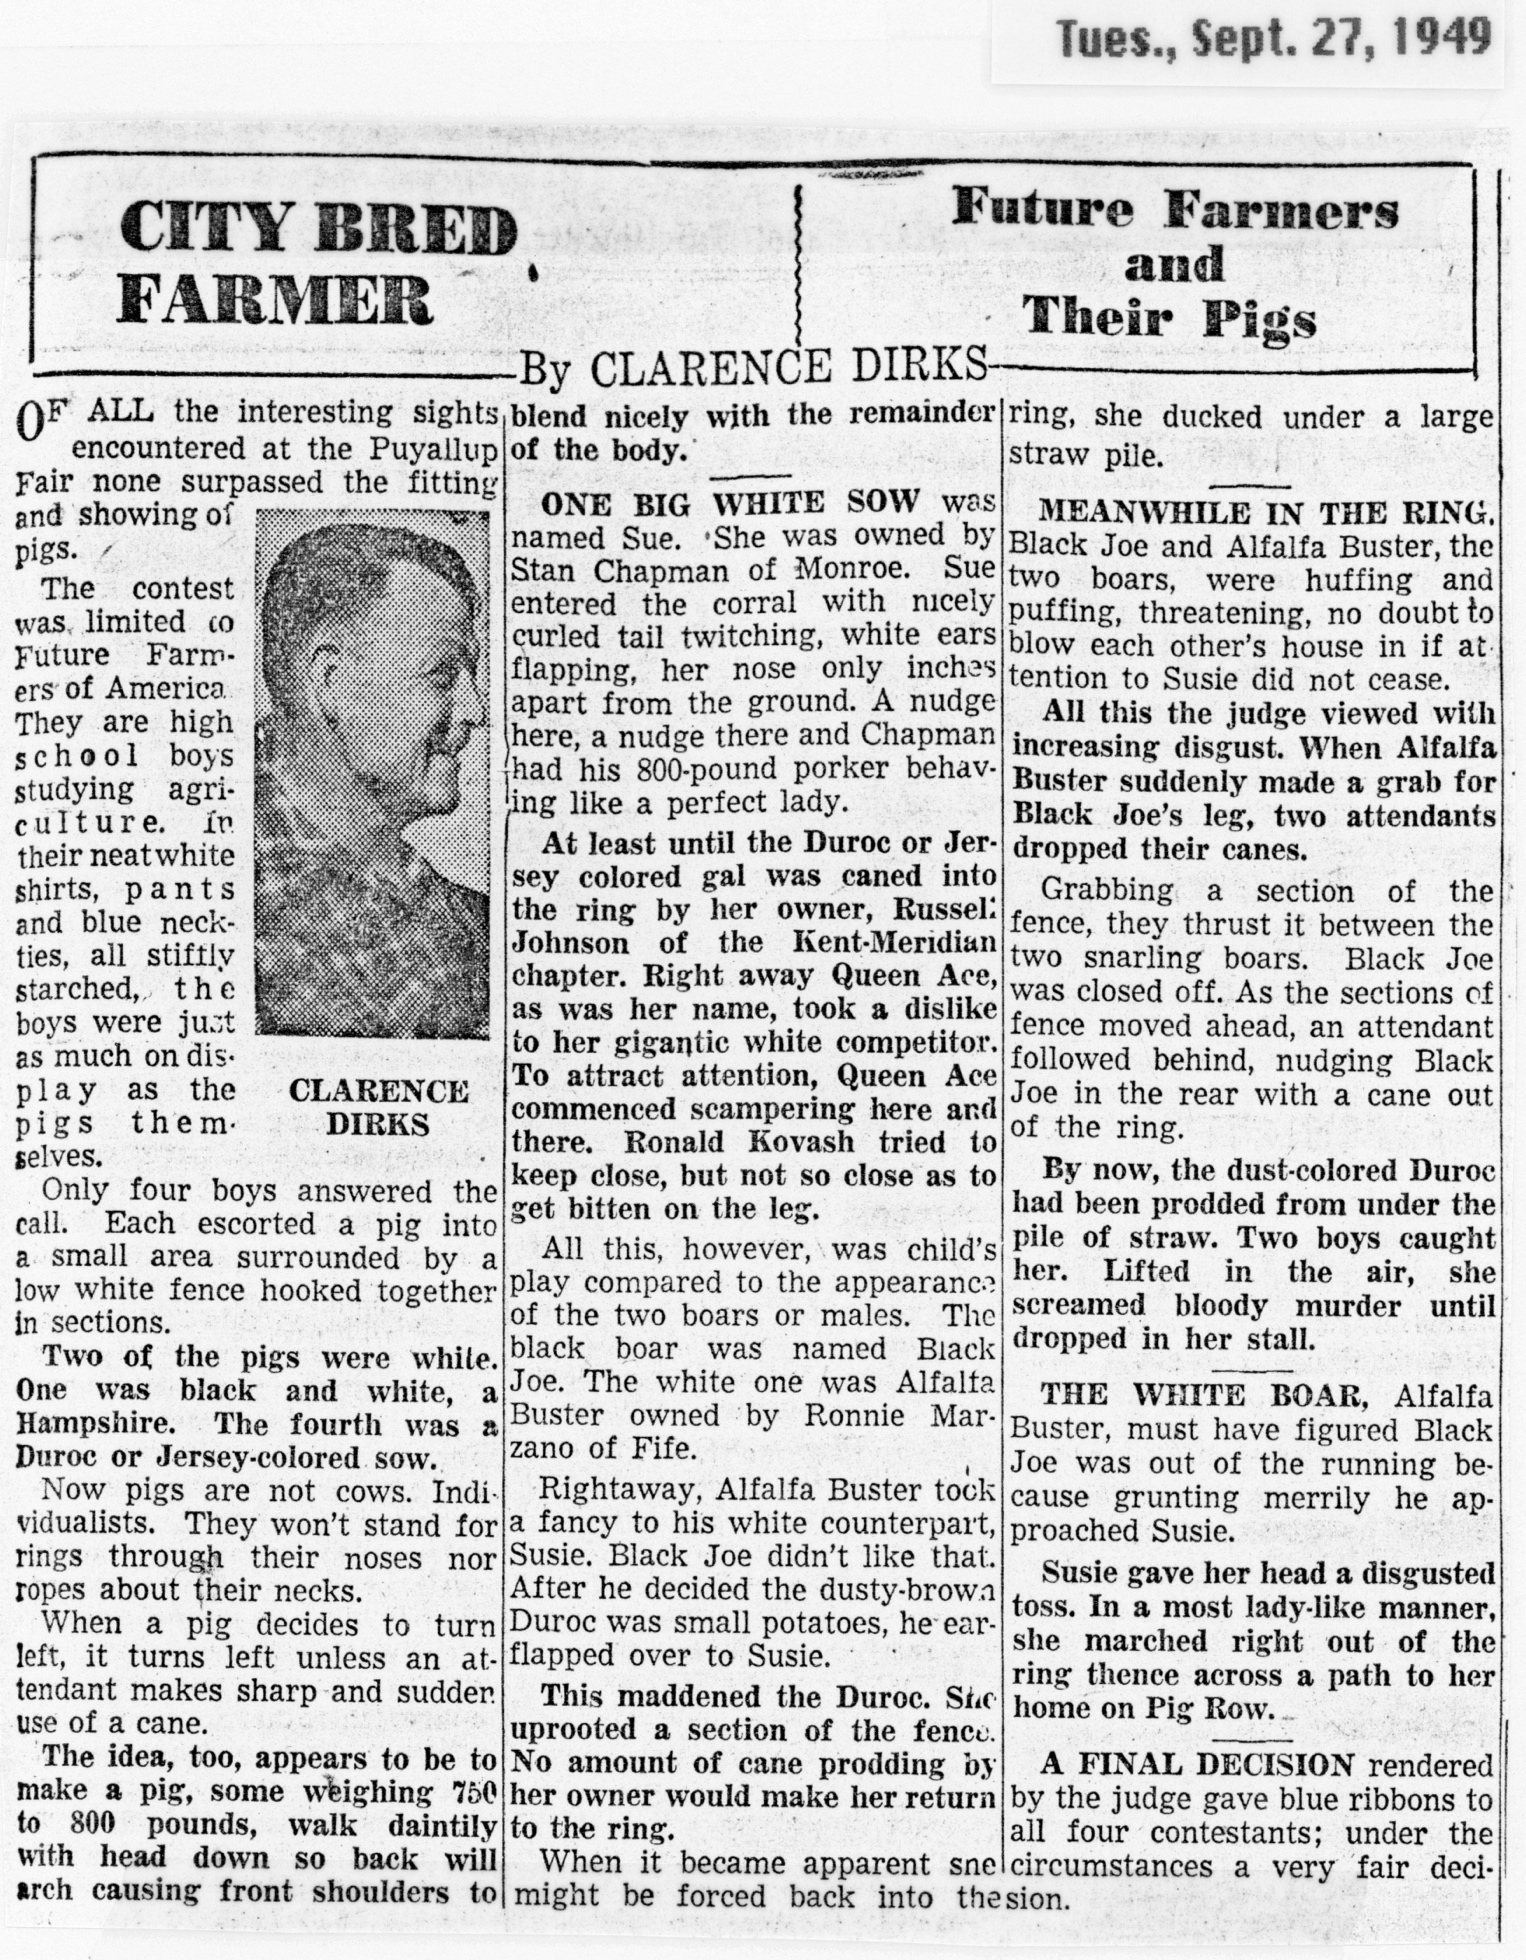 Tues., Sept. 27, 1949
CITY BRED
FARMER
Future Farmers
and
Their Pigs
By CLARENCE DIRKS
OF ALL the interesting sights
encountered at the Puyallup
Fair none surpassed the fitting
and showing of
pigs.
The contest
was limited to
Future Farm-
ers of America.
They are high
school boys
studying agri-
culture. In
their neat white
shirts, pants
and blue neck-
ties, all stiffly
starched, the
boys were just
as much on dis-
play as the
pigs them-
selves.
CLARENCE
DIRKS
Only four boys answered the
call. Each escorted a pig into
a small area surrounded by a
low white fence hooked together
in sections.
Two of the pigs were white.
One was black and white, a
Hampshire. The fourth was a
Duroc or Jersey-colored sow.
Now pigs are not cows. Indi-
vidualists. They won't stand for
rings through their noses nor
ropes about their necks.
When a pig decides to turn
left, it turns left unless an at-
tendant makes sharp and sudden
use of a cane.
The idea, too, appears to be to
make a pig, some weighing 750
to 800 pounds, walk daintily
with head down so back will
arch causing front shoulders to
blend nicely with the remainder
of the body.
ONE BIG WHITE SOW was
named Sue. She was owned by
Stan Chapman of Monroe. Sue
entered the corral with nicely
curled tail twitching, white ears
flapping, her nose only inches
apart from the ground. A nudge
here, a nudge there and Chapman
had his 800-pound porker behav-
ing like a perfect lady.
At least until the Duroc or Jer-
sey colored gal was caned into
the ring by her owner, Russell
Johnson of the Kent-Meridian
chapter. Right away Queen Ace,
as was her name, took a dislike
to her gigantic white competitor.
To attract attention, Queen Ace
commenced scampering here and
there. Ronald Kovash tried to
keep close, but not so close as to
get bitten on the leg.
All this, however, was child's
play compared to the appearance
of the two boars or males. The
black boar was named Black
Joe. The white one was Alfalfa
Buster owned by Ronnie Mar-
zano of Fife.
Rightaway, Alfalfa Buster took
a fancy to his white counterpart,
Susie. Black Joe didn't like that.
After he decided the dusty-brown
Duroc was small potatoes, he ear-
flapped over to Susie.
This maddened the Duroc. She
uprooted a section of the fence.
No amount of cane prodding by
her owner would make her return
to the ring.
When it became apparent she
might be forced back into the
ring, she ducked under a large
straw pile.
MEANWHILE IN THE RING,
Black Joe and Alfalfa Buster, the
two boars, were huffing and
puffing, threatening, no doubt to
blow each other's house in if at-
tention to Susie did not cease.
All this the judge viewed with
increasing disgust. When Alfalfa
Buster suddenly made a grab for
Black Joe's leg, two attendants
dropped their canes.
Grabbing a section of the
fence, they thrust it between the
two snarling boars. Black Joe
was closed off. As the sections of
fence moved ahead, an attendant
followed behind, nudging Black
Joe in the rear with a cane out
of the ring.
By now, the dust-colored Duroc
had been prodded from under the
pile of straw. Two boys caught
her. Lifted in the air, she
screamed bloody murder until
dropped in her stall.
THE WHITE BOAR, Alfalfa
Buster, must have figured Black
Joe was out of the running be-
cause grunting merrily he ap-
proached Susie.
Susie gave her head a disgusted
toss. In a most lady-like manner,
she marched right out of the
ring thence across a path to her
home on Pig Row.
A FINAL DECISION rendered
by the judge gave blue ribbons to
all four contestants; under the
circumstances a very fair deci-
sion.